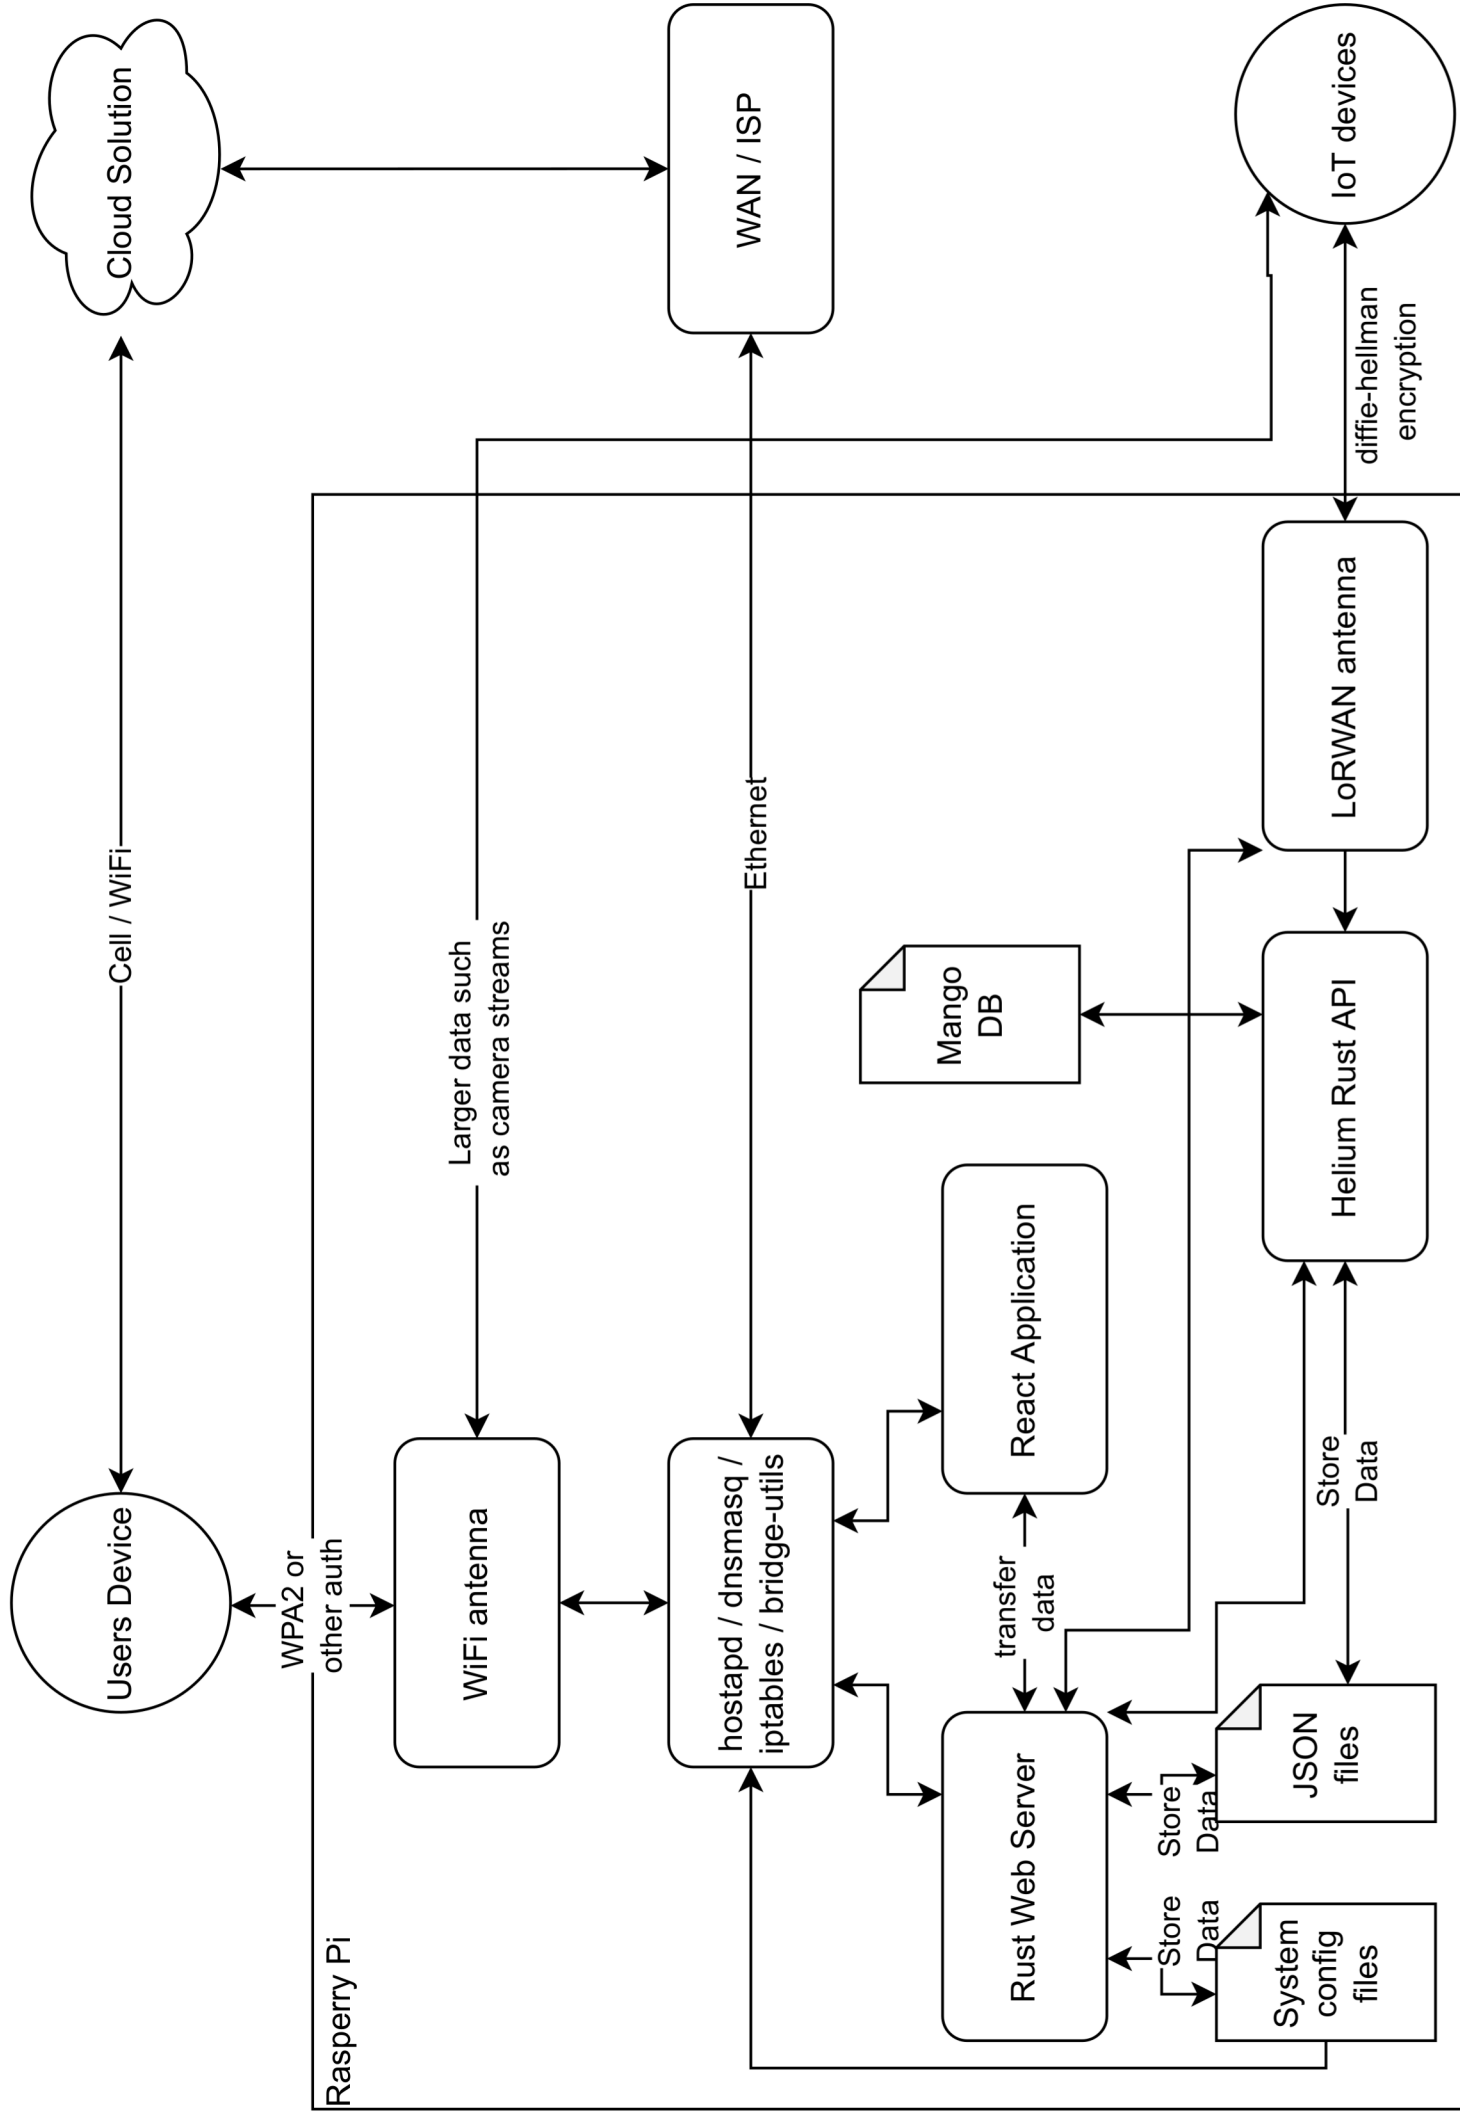 Users Device
Cell / WiFi
Cloud Solution
WPA2 or
other auth
Rasperry Pi
WiFi antenna
Larger data such
as camera streams
hostapd / dnsmasq /
iptables / bridge-utils
Ethernet
WAN / ISP
Rust Web Server
transfer
data
React Application
Mango
DB
Store
Data
Store
Data
System
config
files
JSON
files
Store
Data
Helium Rust API
LoRWAN antenna
diffie-hellman
encryption
IoT devices